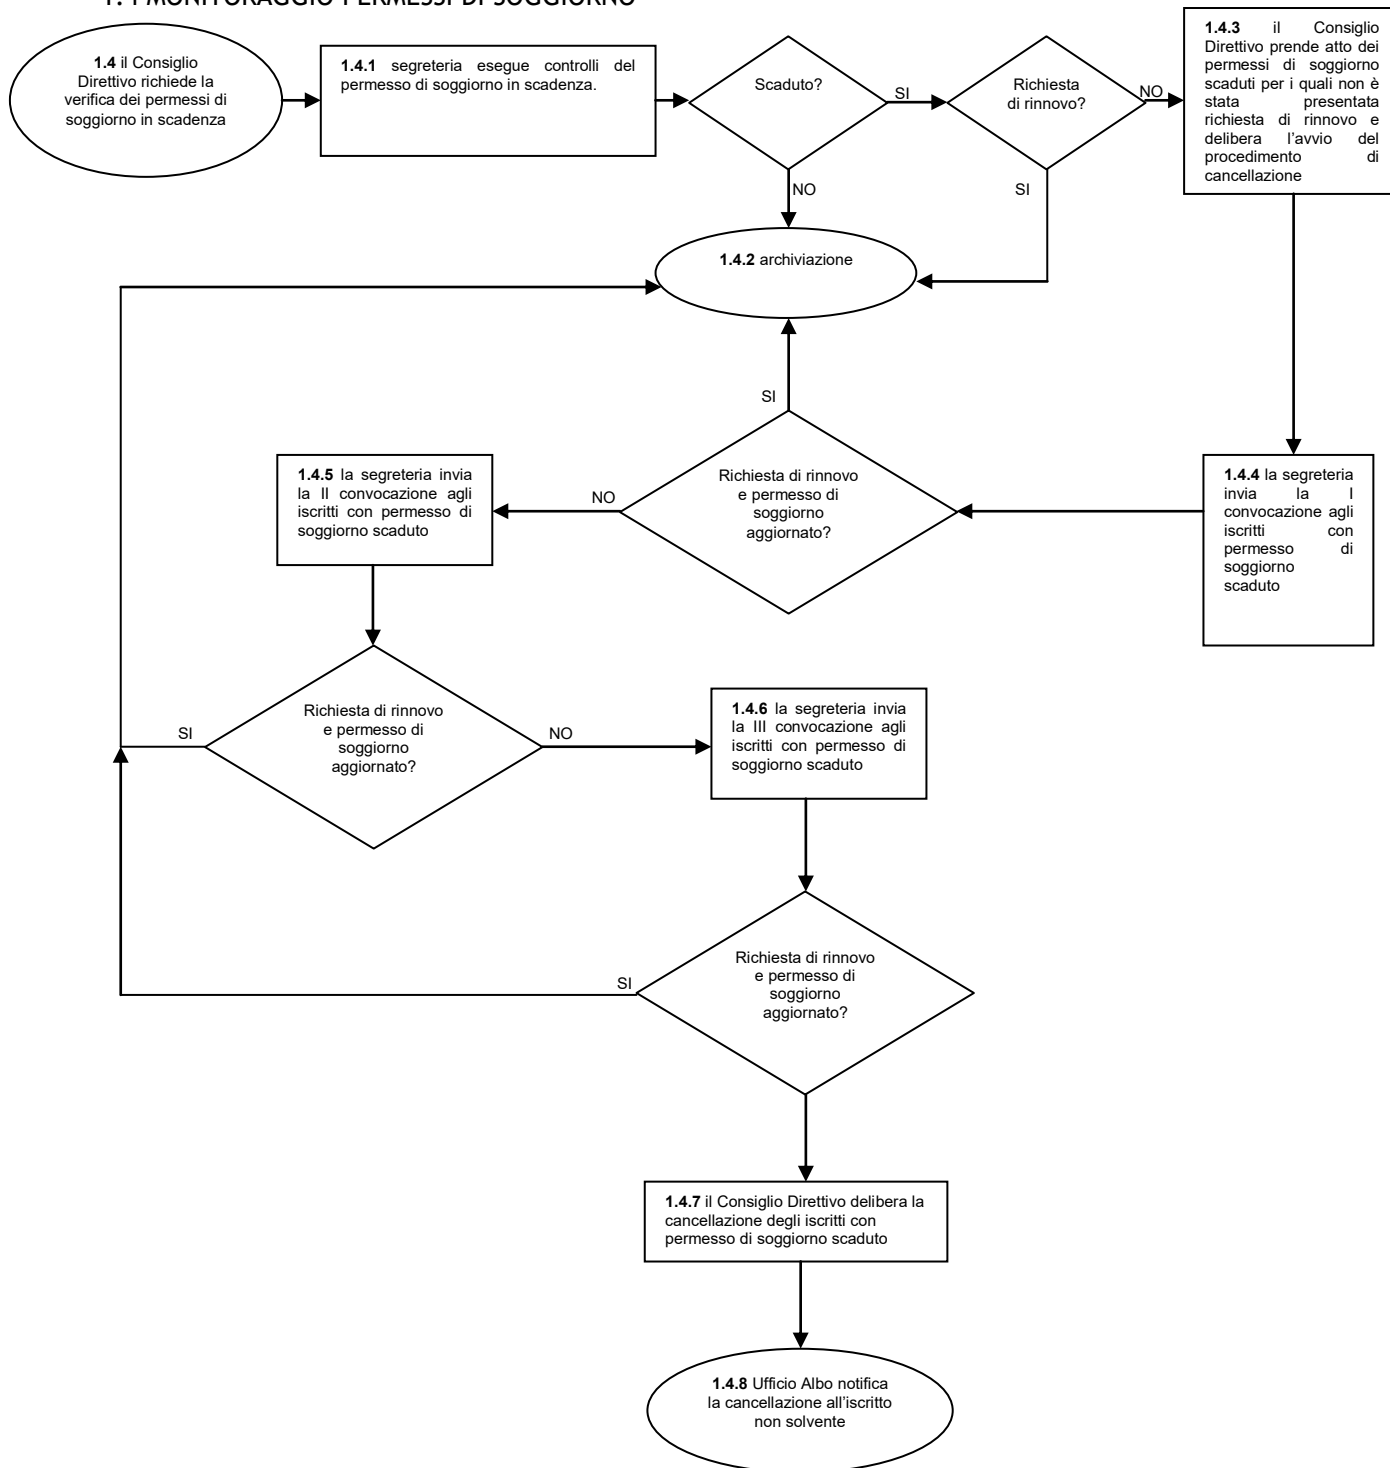 MONITORAGGIO PERMESSI DI SOGGIORNO
1.4 il Consiglio
Direttivo richiede la
verifica dei permessi di
soggiorno in scadenza
1.4.1 segreteria esegue controlli del
permesso di soggiorno in scadenza.
Scaduto?
SI
Richiesta
di rinnovo?
NO
1.4.3 il Consiglio
Direttivo prende atto dei
permessi di soggiorno
scaduti per i quali non è
stata presentata
richiesta di rinnovo e
delibera l'avvio del
procedimento di
cancellazione
NO
SI
1.4.2 archiviazione
SI
1.4.5 la segreteria invia
la II convocazione agli
iscritti con permesso di
soggiorno scaduto
NO
Richiesta di rinnovo
e permesso di
soggiorno
aggiornato?
1.4.4 la segreteria
invia la I
convocazione agli
iscritti con
permesso di
soggiorno
scaduto
SI
Richiesta di rinnovo
e permesso di
soggiorno
aggiornato?
NO
1.4.6 la segreteria invia
la III convocazione agli
iscritti con permesso di
soggiorno scaduto
SI
Richiesta di rinnovo
e permesso di
soggiorno
aggiornato?
1.4.7 il Consiglio Direttivo delibera la
cancellazione degli iscritti con
permesso di soggiorno scaduto
1.4.8 Ufficio Albo notifica
la cancellazione all'iscritto
non solvente